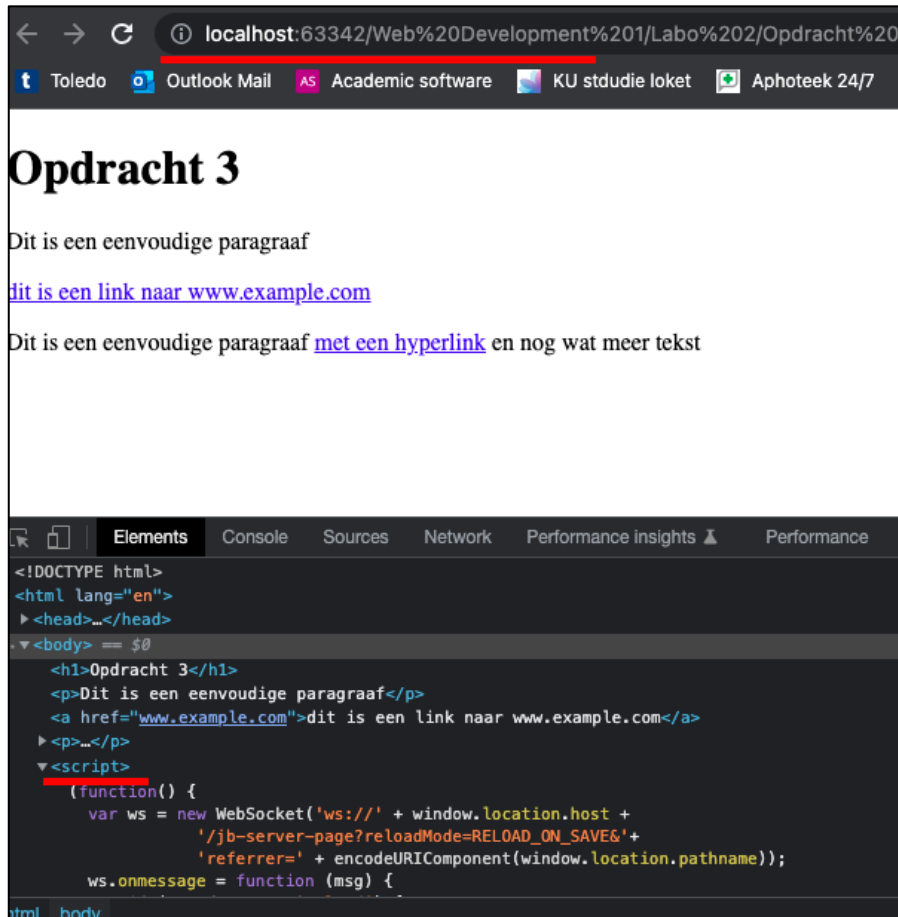 localhost:63342/Web%20Development%201/Labo%202/Opdracht%20
t Toledo Outlook Mail AS Academic software KU stdudie loket Aphoteek 24/7
Opdracht 3
Dit is een eenvoudige paragraaf
dit is een link naar www.example.com
Dit is een eenvoudige paragraaf met een hyperlink en nog wat meer tekst
Elements Console Sources Network Performance insights Performance
<!DOCTYPE html>
<html lang="en">
<head>…</head>
<body> == $0
<h1>Opdracht 3</h1>
<p>Dit is een eenvoudige paragraaf</p>
<a href="www.example.com">dit is een link naar www.example.com</a>
<p>…</p>
<script>
(function() {
var ws = new WebSocket('ws://' + window.location.host +
'/jb-server-page?reloadMode=RELOAD_ON_SAVE&'+
'referrer=' + encodeURIComponent(window.location.pathname));
ws.onmessage = function (msg) {
html body